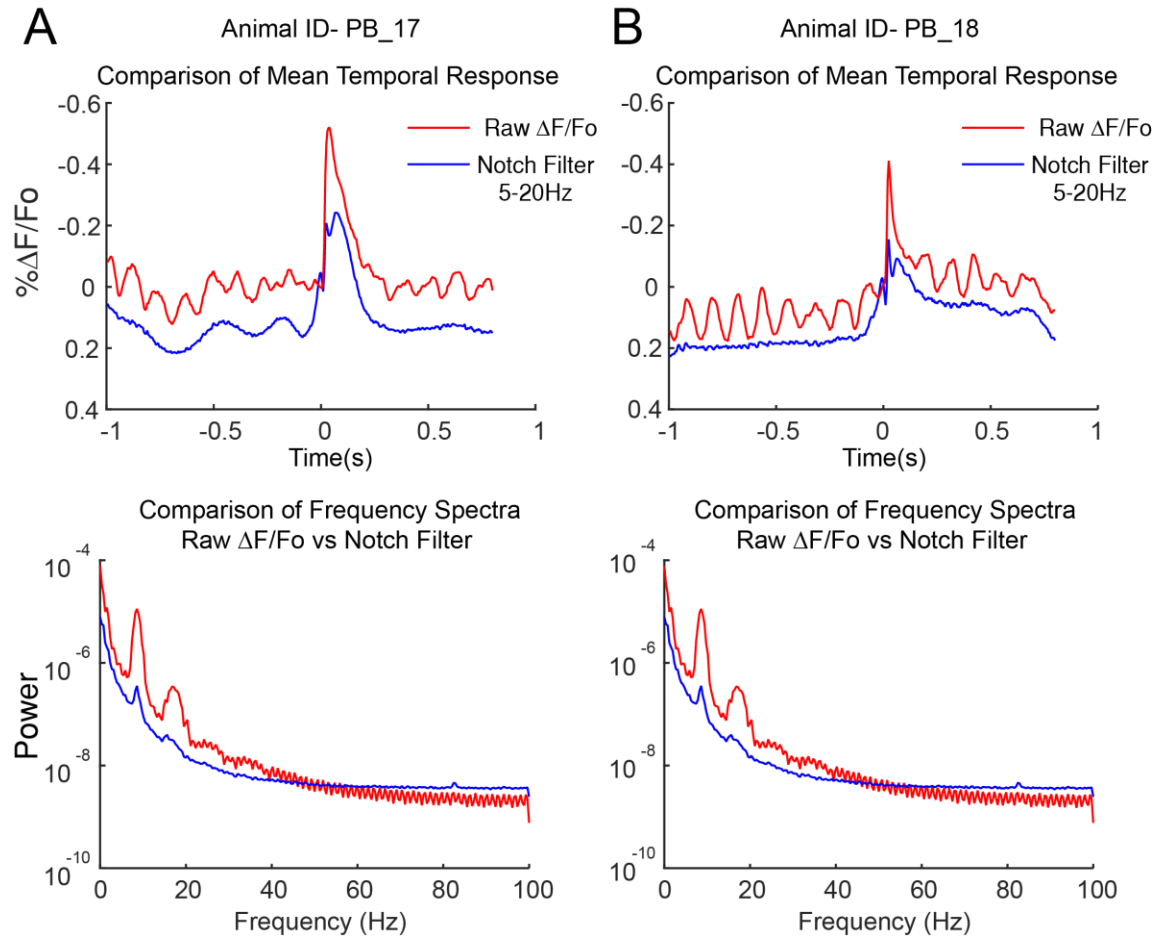 A
Animal ID- PB_17
Comparison of Mean Temporal Response
-0.6
-0.4
-0.2
0
0.2
0.4
%ΔF/Fo
Raw ΔF/Fo
Notch Filter
5-20Hz
-1
-0.5
0
0.5
1
Time(s)
B
Animal ID- PB_18
Comparison of Mean Temporal Response
-0.6
-0.4
-0.2
0
0.2
0.4
Raw ΔF/Fo
Notch Filter
5-20Hz
-1
-0.5
0
0.5
1
Time(s)
Comparison of Frequency Spectra
Raw ΔF/Fo vs Notch Filter
10^-4
10^-6
10^-8
10^-10
Power
0
20
40
60
80
100
Frequency (Hz)
Comparison of Frequency Spectra
Raw ΔF/Fo vs Notch Filter
10^-4
10^-6
10^-8
10^-10
0
20
40
60
80
100
Frequency (Hz)